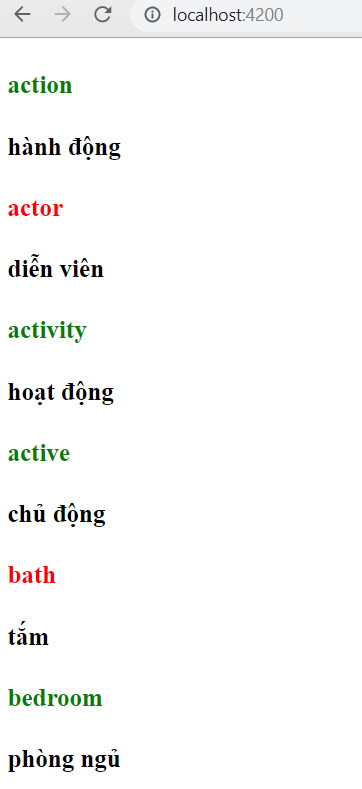 localhost:4200
action
hành động
actor
diễn viên
activity
hoạt động
active
chủ động
bath
tắm
bedroom
phòng ngủ